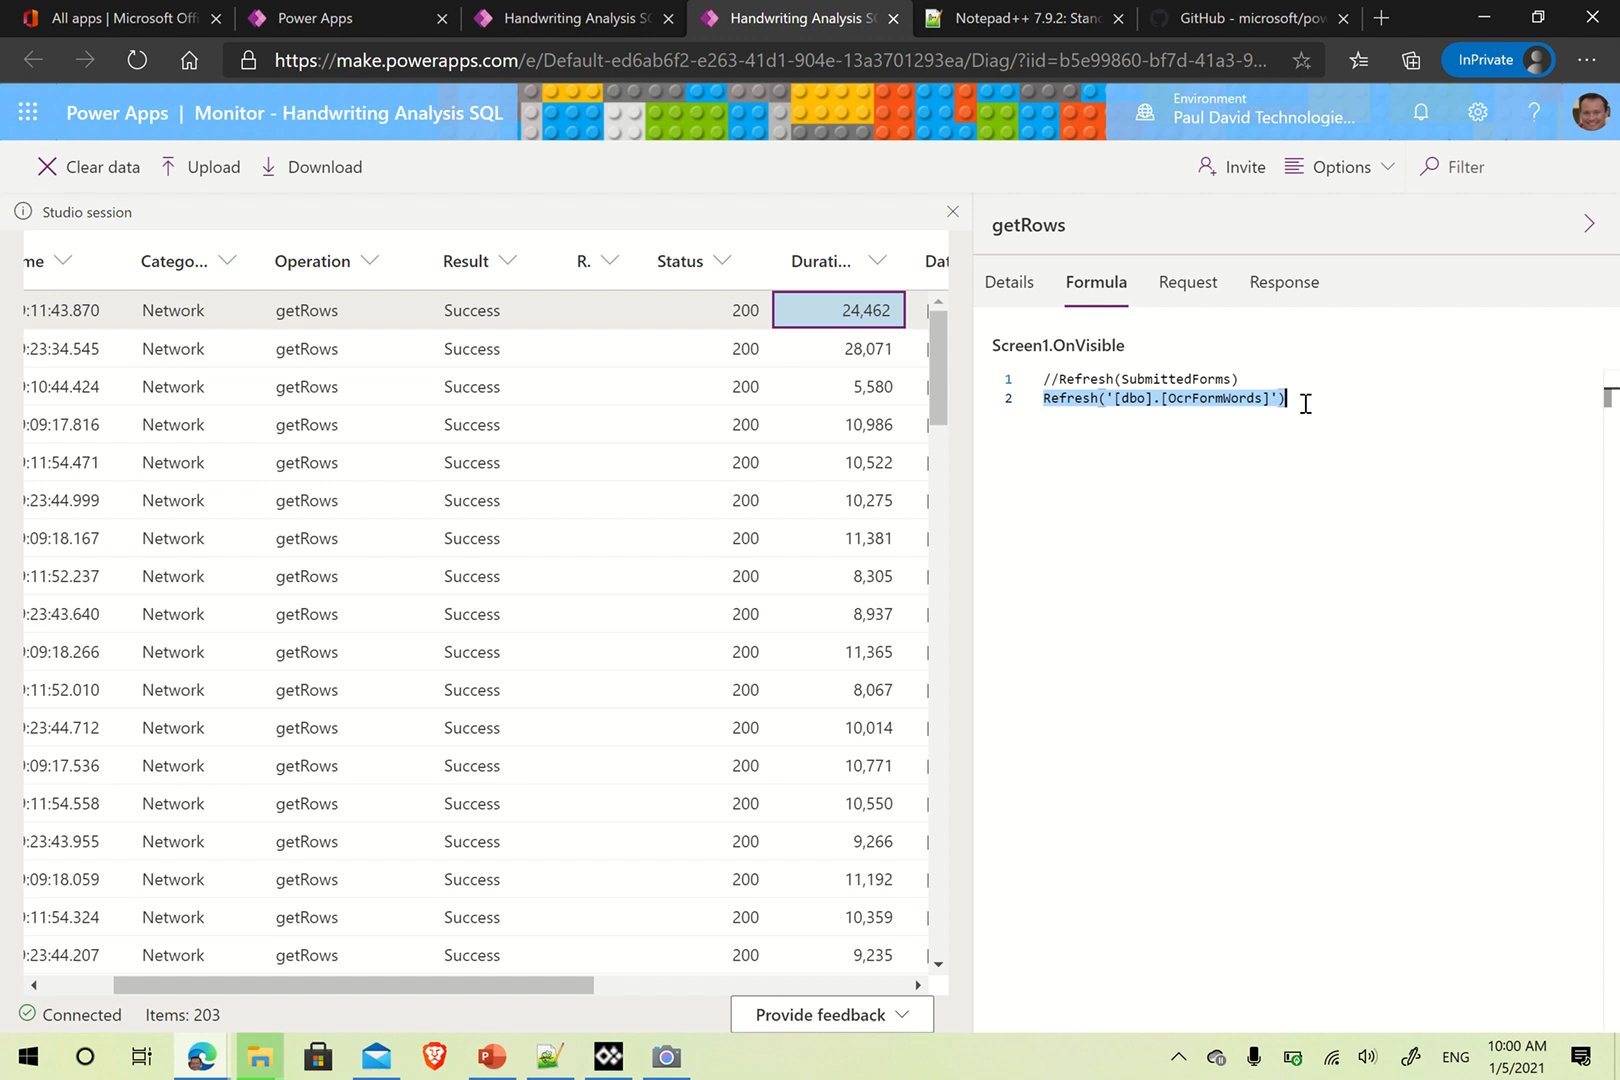 All apps | Microsoft Offi
Power Apps
Handwriting Analysis SQ
Handwriting Analysis SQ
Notepad++ 7.9.2: Stand
GitHub - microsoft/pow
https://make.powerapps.com/e/Default-ed6ab6f2-e263-41d1-904e-13a3701293ea/Diag/?iid=b5e99860-bf7d-41a3-9...
InPrivate
Power Apps | Monitor - Handwriting Analysis SQL
Environment
Paul David Technologie...
Clear data
Upload
Download
Invite
Options
Filter
Studio session
me Catego... Operation Result R. Status Durati... Dat
:11:43.870 Network getRows Success 200 24,462
:23:34.545 Network getRows Success 200 28,071
:10:44.424 Network getRows Success 200 5,580
:09:17.816 Network getRows Success 200 10,986
:11:54.471 Network getRows Success 200 10,522
:23:44.999 Network getRows Success 200 10,275
:09:18.167 Network getRows Success 200 11,381
:11:52.237 Network getRows Success 200 8,305
:23:43.640 Network getRows Success 200 8,937
:09:18.266 Network getRows Success 200 11,365
:11:52.010 Network getRows Success 200 8,067
:23:44.712 Network getRows Success 200 10,014
:09:17.536 Network getRows Success 200 10,771
:11:54.558 Network getRows Success 200 10,550
:23:43.955 Network getRows Success 200 9,266
:09:18.059 Network getRows Success 200 11,192
:11:54.324 Network getRows Success 200 10,359
:23:44.207 Network getRows Success 200 9,235
Connected Items: 203
Provide feedback
getRows
Details Formula Request Response
Screen1.OnVisible
1 //Refresh(SubmittedForms)
2 Refresh('[dbo].[OcrFormWords]')
ENG
10:00 AM
1/5/2021